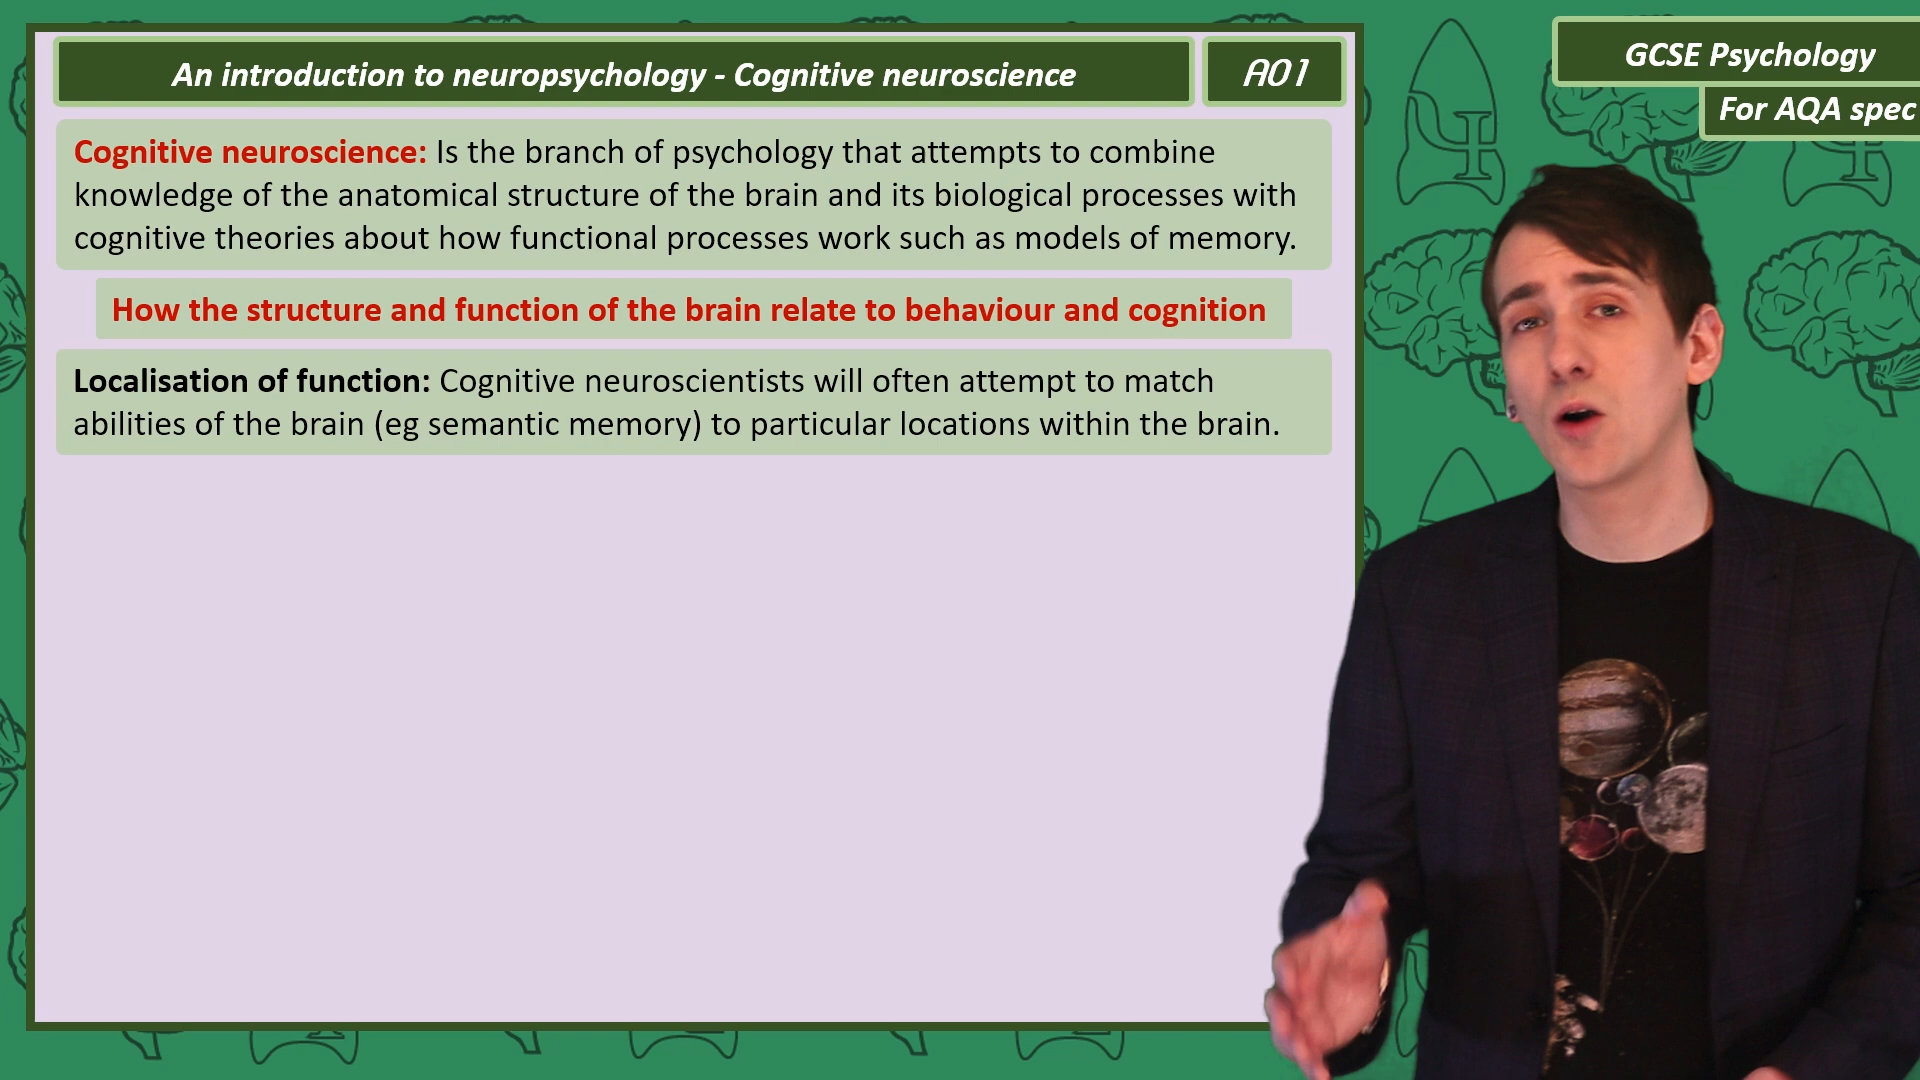 An introduction to neuropsychology - Cognitive neuroscience
AO1
GCSE Psychology
For AQA spec
Cognitive neuroscience: Is the branch of psychology that attempts to combine
knowledge of the anatomical structure of the brain and its biological processes with
cognitive theories about how functional processes work such as models of memory.
How the structure and function of the brain relate to behaviour and cognition
Localisation of function: Cognitive neuroscientists will often attempt to match
abilities of the brain (eg semantic memory) to particular locations within the brain.